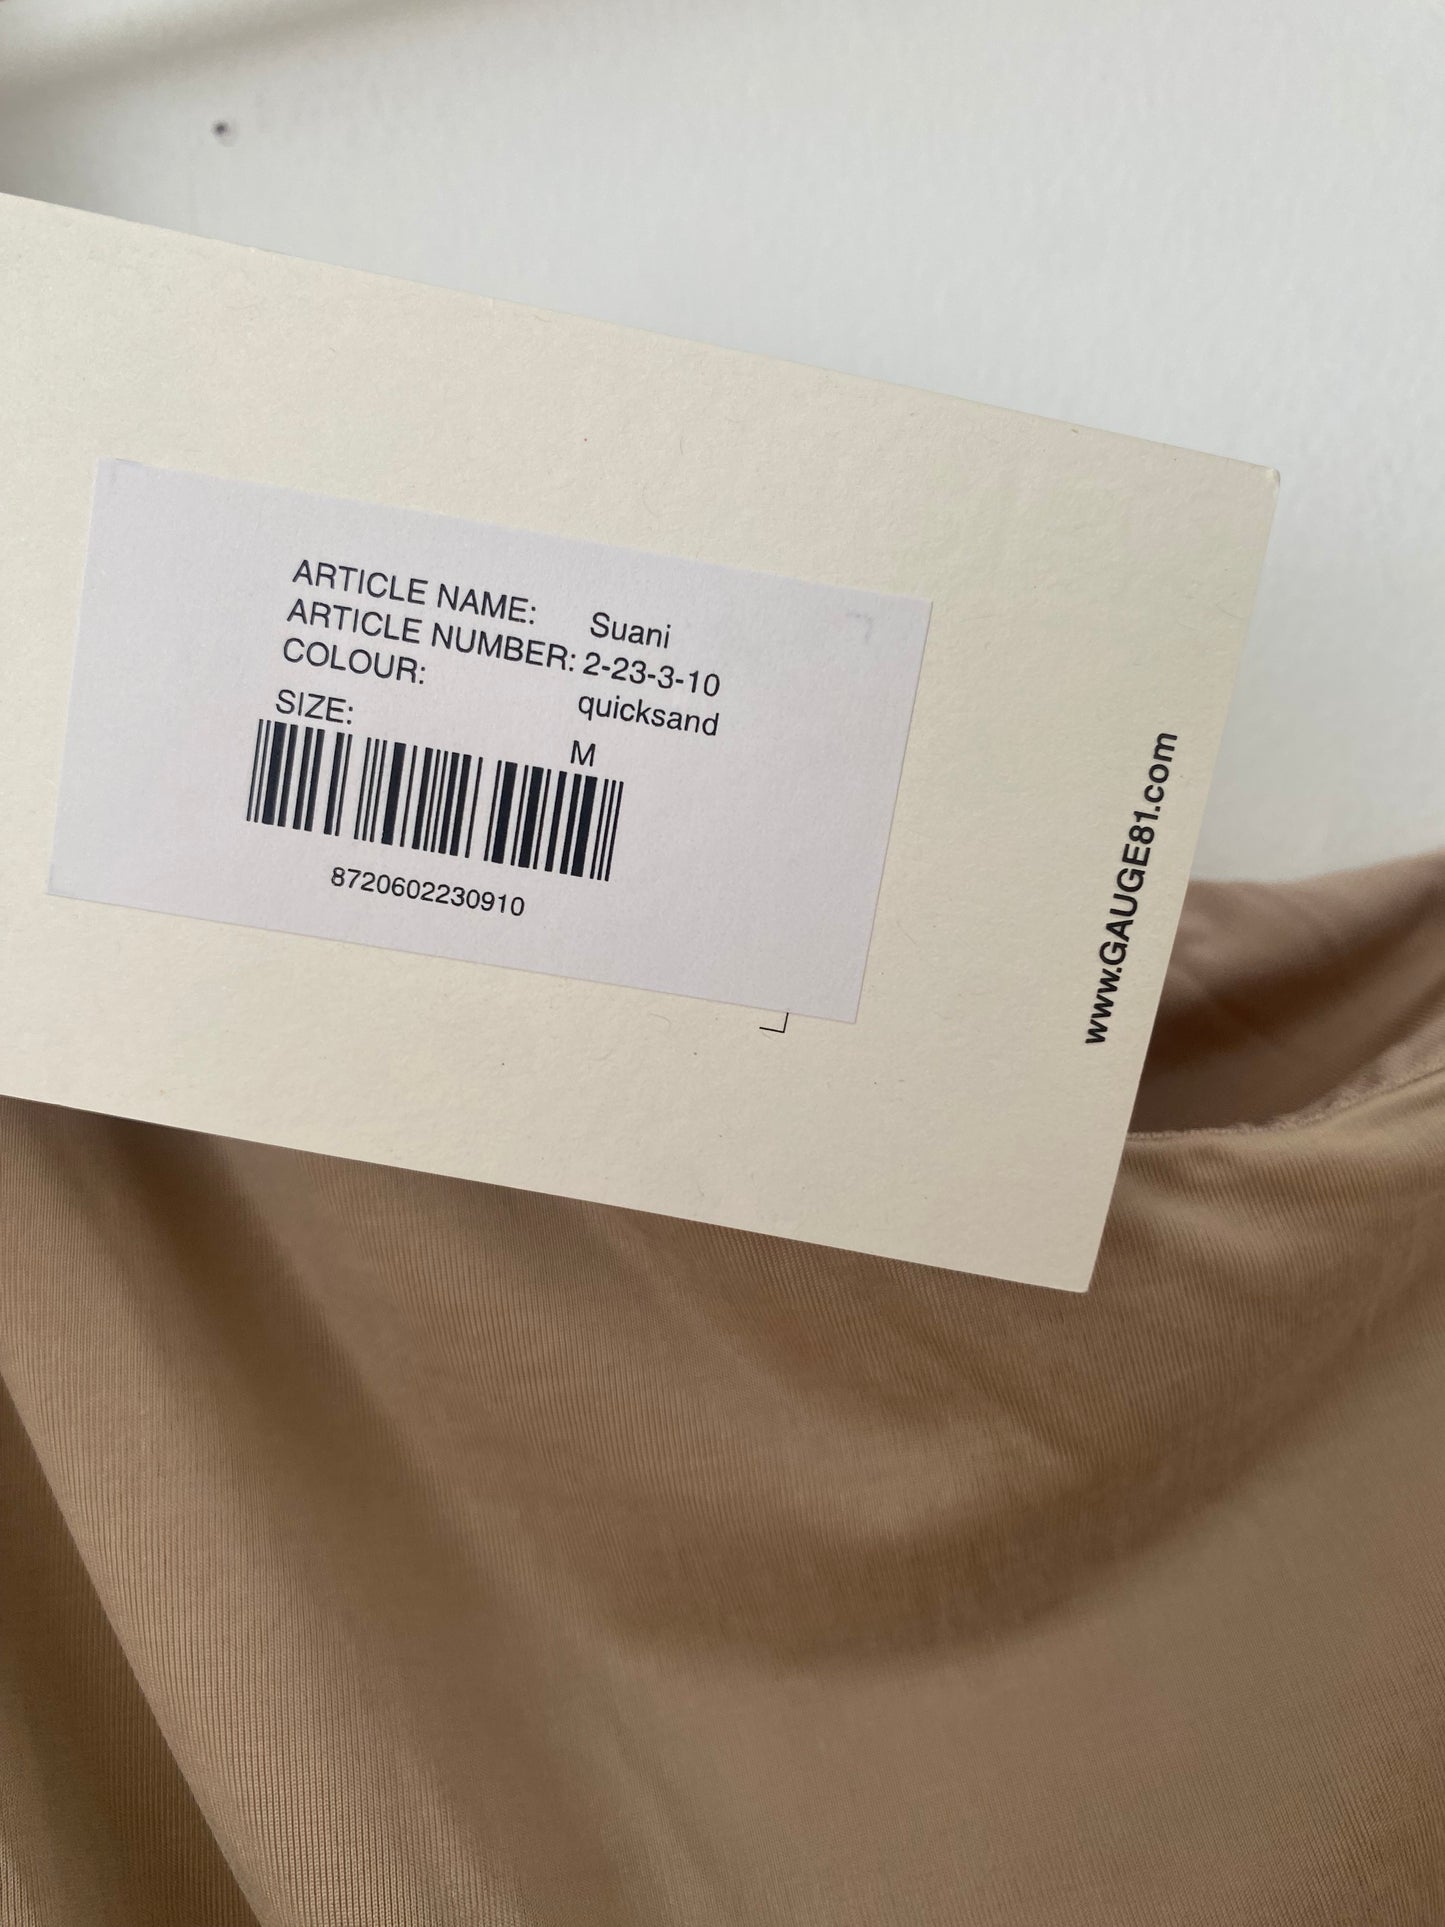 ARTICLE NAME: Suani
ARTICLE NUMBER: 2-23-3-10
COLOUR: quicksand
SIZE: M
8720602230910
www.GAUGE81.com